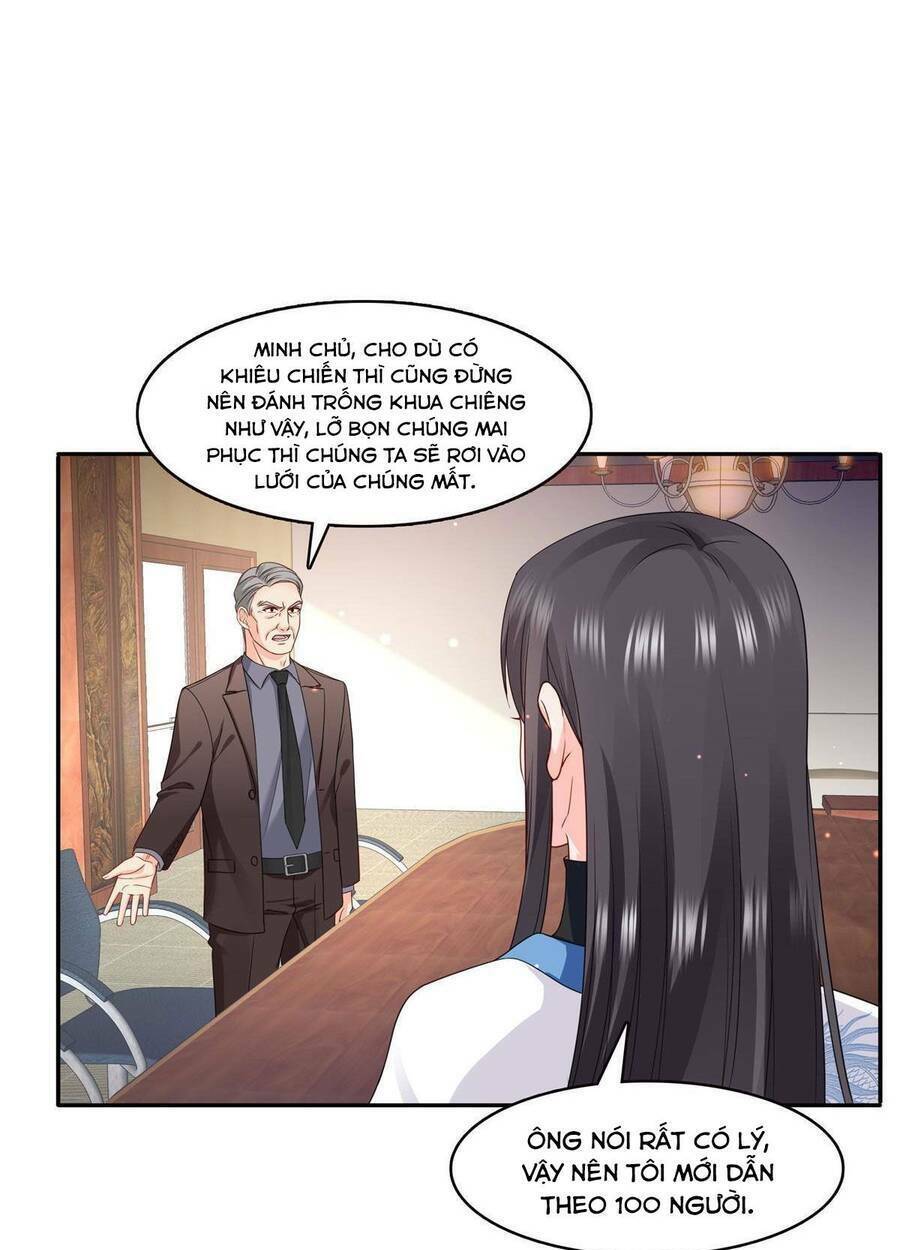 MINH CHỦ, CHO DÙ CÓ
KHIÊU CHIẾN THÌ CŨNG ĐỪNG
NÊN ĐÁNH TRỐNG KHUA CHIÊNG
NHƯ VẬY, LỠ BỌN CHÚNG MAI
PHỤC THÌ CHÚNG TA SẼ RƠI VÀO
LƯỚI CỦA CHÚNG MẤT.
ÔNG NÓI RẤT CÓ LÝ,
VẬY NÊN TÔI MỚI DẪN
THEO 100 NGƯỜI.